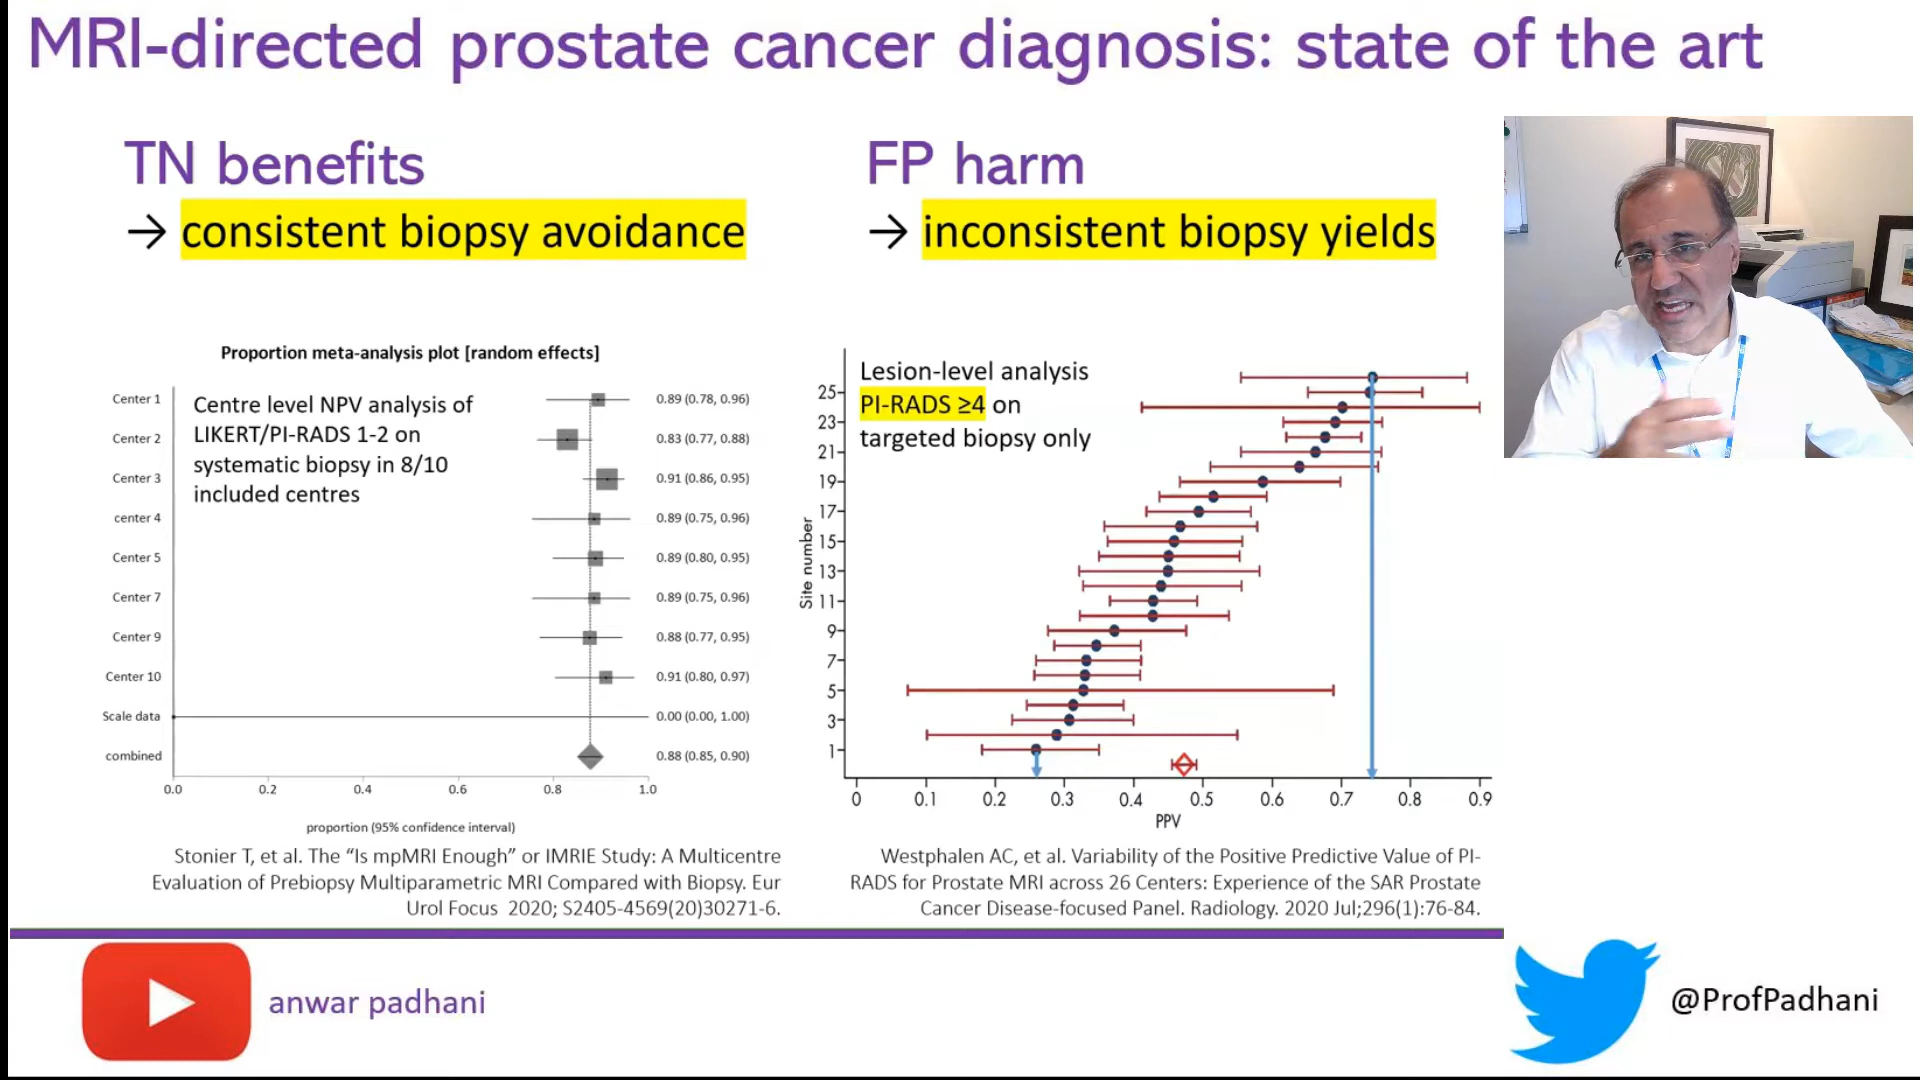 MRI-directed prostate cancer diagnosis: state of the art
TN benefits
→ consistent biopsy avoidance
Proportion meta-analysis plot [random effects]
Centre level NPV analysis of
LIKERT/PI-RADS 1-2 on
systematic biopsy in 8/10
included centres
Center 1 0.89 (0.78, 0.96)
Center 2 0.83 (0.77, 0.88)
Center 3 0.91 (0.86, 0.95)
center 4 0.89 (0.75, 0.96)
Center 5 0.89 (0.80, 0.95)
Center 7 0.89 (0.75, 0.96)
Center 9 0.88 (0.77, 0.95)
Center 10 0.91 (0.80, 0.97)
Scale data 0.00 (0.00, 1.00)
combined 0.88 (0.85, 0.90)
0.0 0.2 0.4 0.6 0.8 1.0
proportion (95% confidence interval)
Stonier T, et al. The “Is mpMRI Enough” or IMRIE Study: A Multicentre
Evaluation of Prebiopsy Multiparametric MRI Compared with Biopsy. Eur
Urol Focus 2020; S2405-4569(20)30271-6.
FP harm
→ inconsistent biopsy yields
Lesion-level analysis
PI-RADS ≥4 on
targeted biopsy only
Site number
25
23
21
19
17
15
13
11
9
7
5
3
1
0 0.1 0.2 0.3 0.4 0.5 0.6 0.7 0.8 0.9
PPV
Westphalen AC, et al. Variability of the Positive Predictive Value of PI-
RADS for Prostate MRI across 26 Centers: Experience of the SAR Prostate
Cancer Disease-focused Panel. Radiology. 2020 Jul;296(1):76-84.
anwar padhani
@ProfPadhani